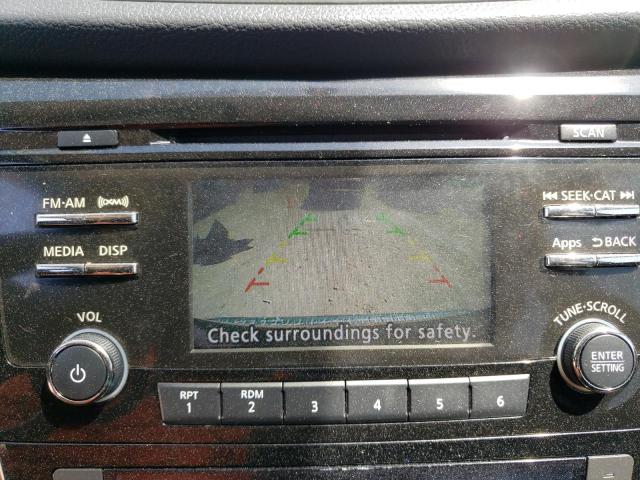 SCAN
FM·AM ((XM))
SEEK·CAT
MEDIA DISP
Apps BACK
VOL
TUNE·SCROLL
Check surroundings for safety.
ENTER
SETTING
RPT
1
RDM
2
3
4
5
6